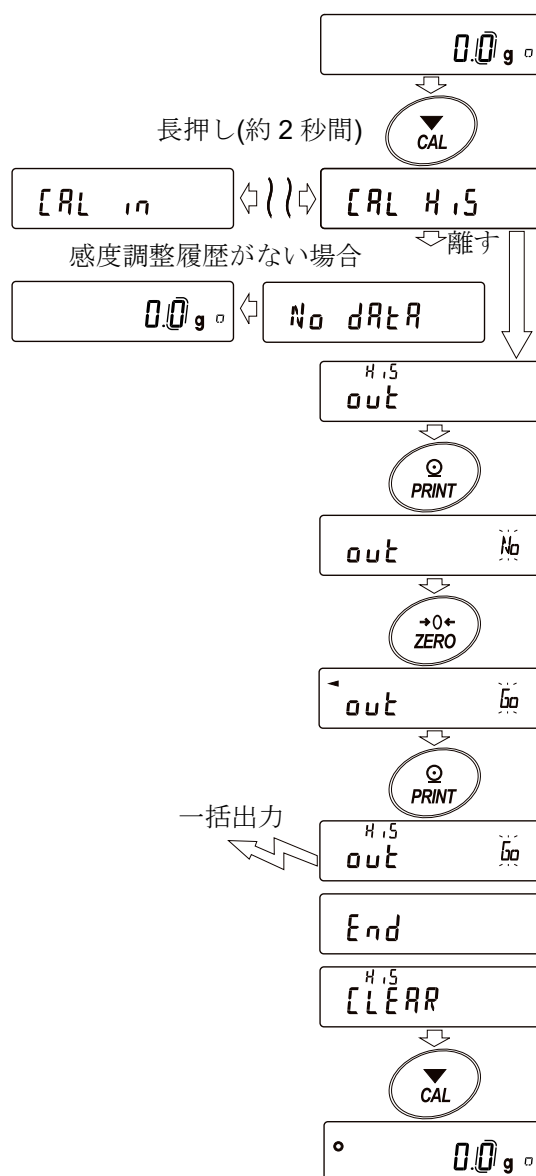 0.0 g
長押し(約 2 秒間)
CAL
CAL in
CAL HiS
離す
感度調整履歴がない場合
0.0 g
No dAtA
HiS
out
PRINT
out No
→0←
ZERO
out Go
PRINT
一括出力
HiS
out Go
End
HiS
CLEAR
CAL
0.0 g